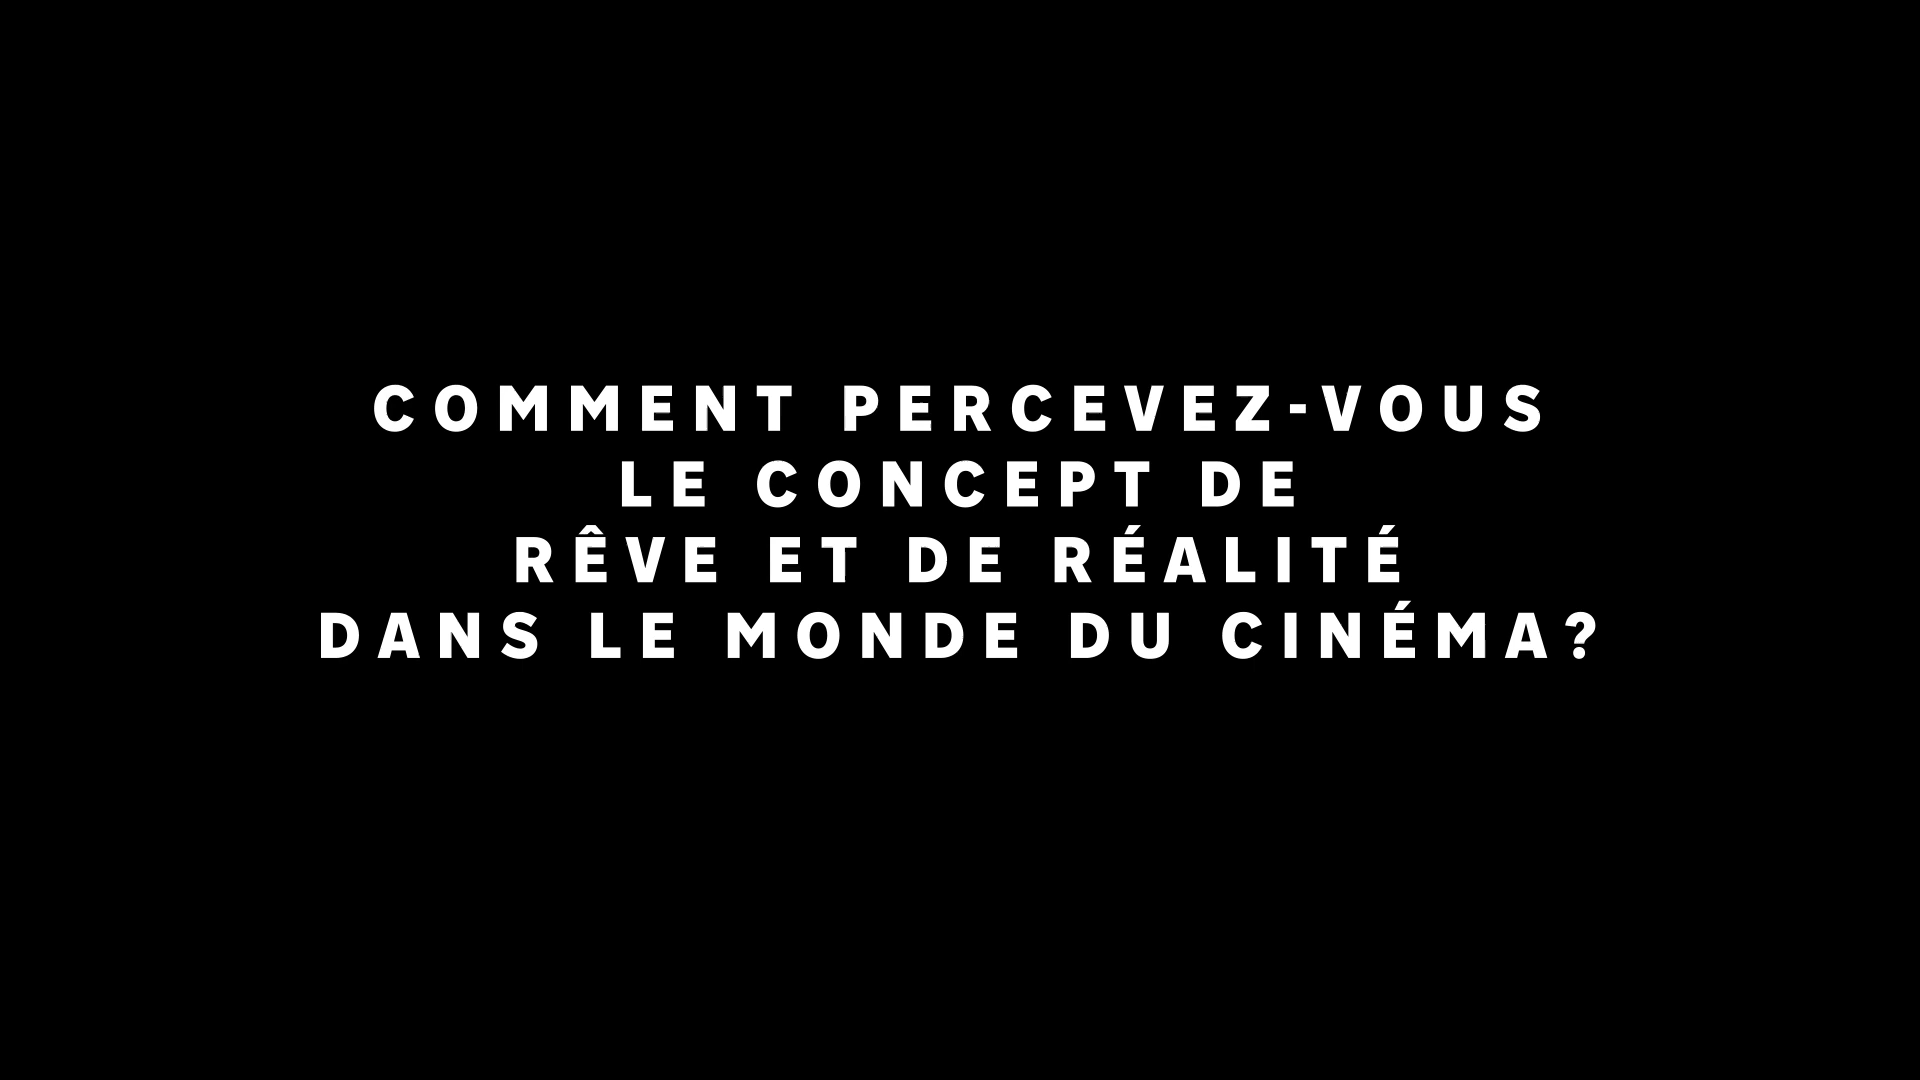 COMMENT PERCEVEZ-VOUS
LE CONCEPT DE
RÊVE ET DE RÉALITÉ
DANS LE MONDE DU CINÉMA?